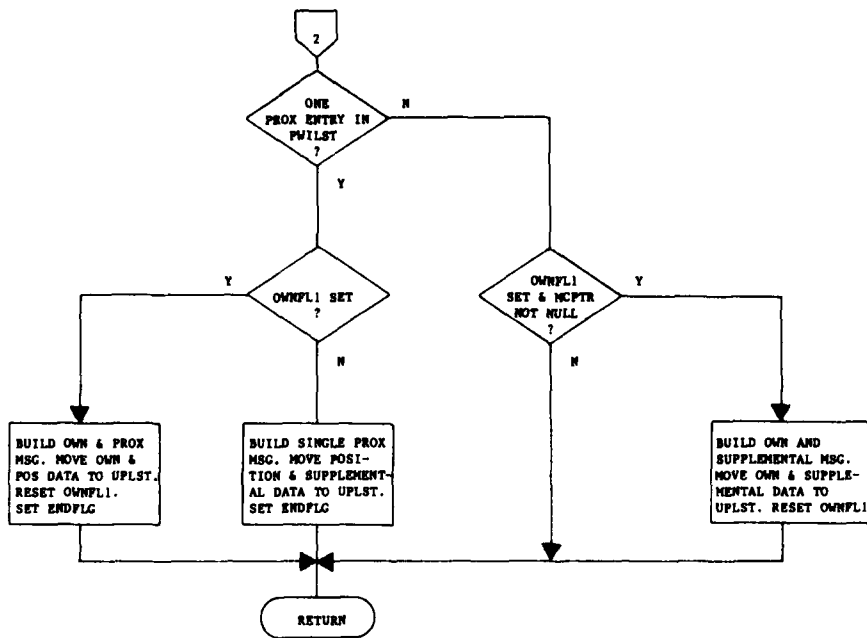 2
ONE
PROX ENTRY IN
PWILST
?
N
Y
Y
OWNFL1 SET
?
N
OWNFL1
SET & MCPTR
NOT NULL
?
Y
N
BUILD OWN & PROX
MSG. MOVE OWN &
POS DATA TO UPLST.
RESET OWNFL1.
SET ENDFLG
BUILD SINGLE PROX
MSG. MOVE POSI-
TION & SUPPLEMENT-
AL DATA TO UPLST.
SET ENDFLG
BUILD OWN AND
SUPPLEMENTAL MSG.
MOVE OWN & SUPPLE-
MENTAL DATA TO
UPLST. RESET OWNFL1
RETURN